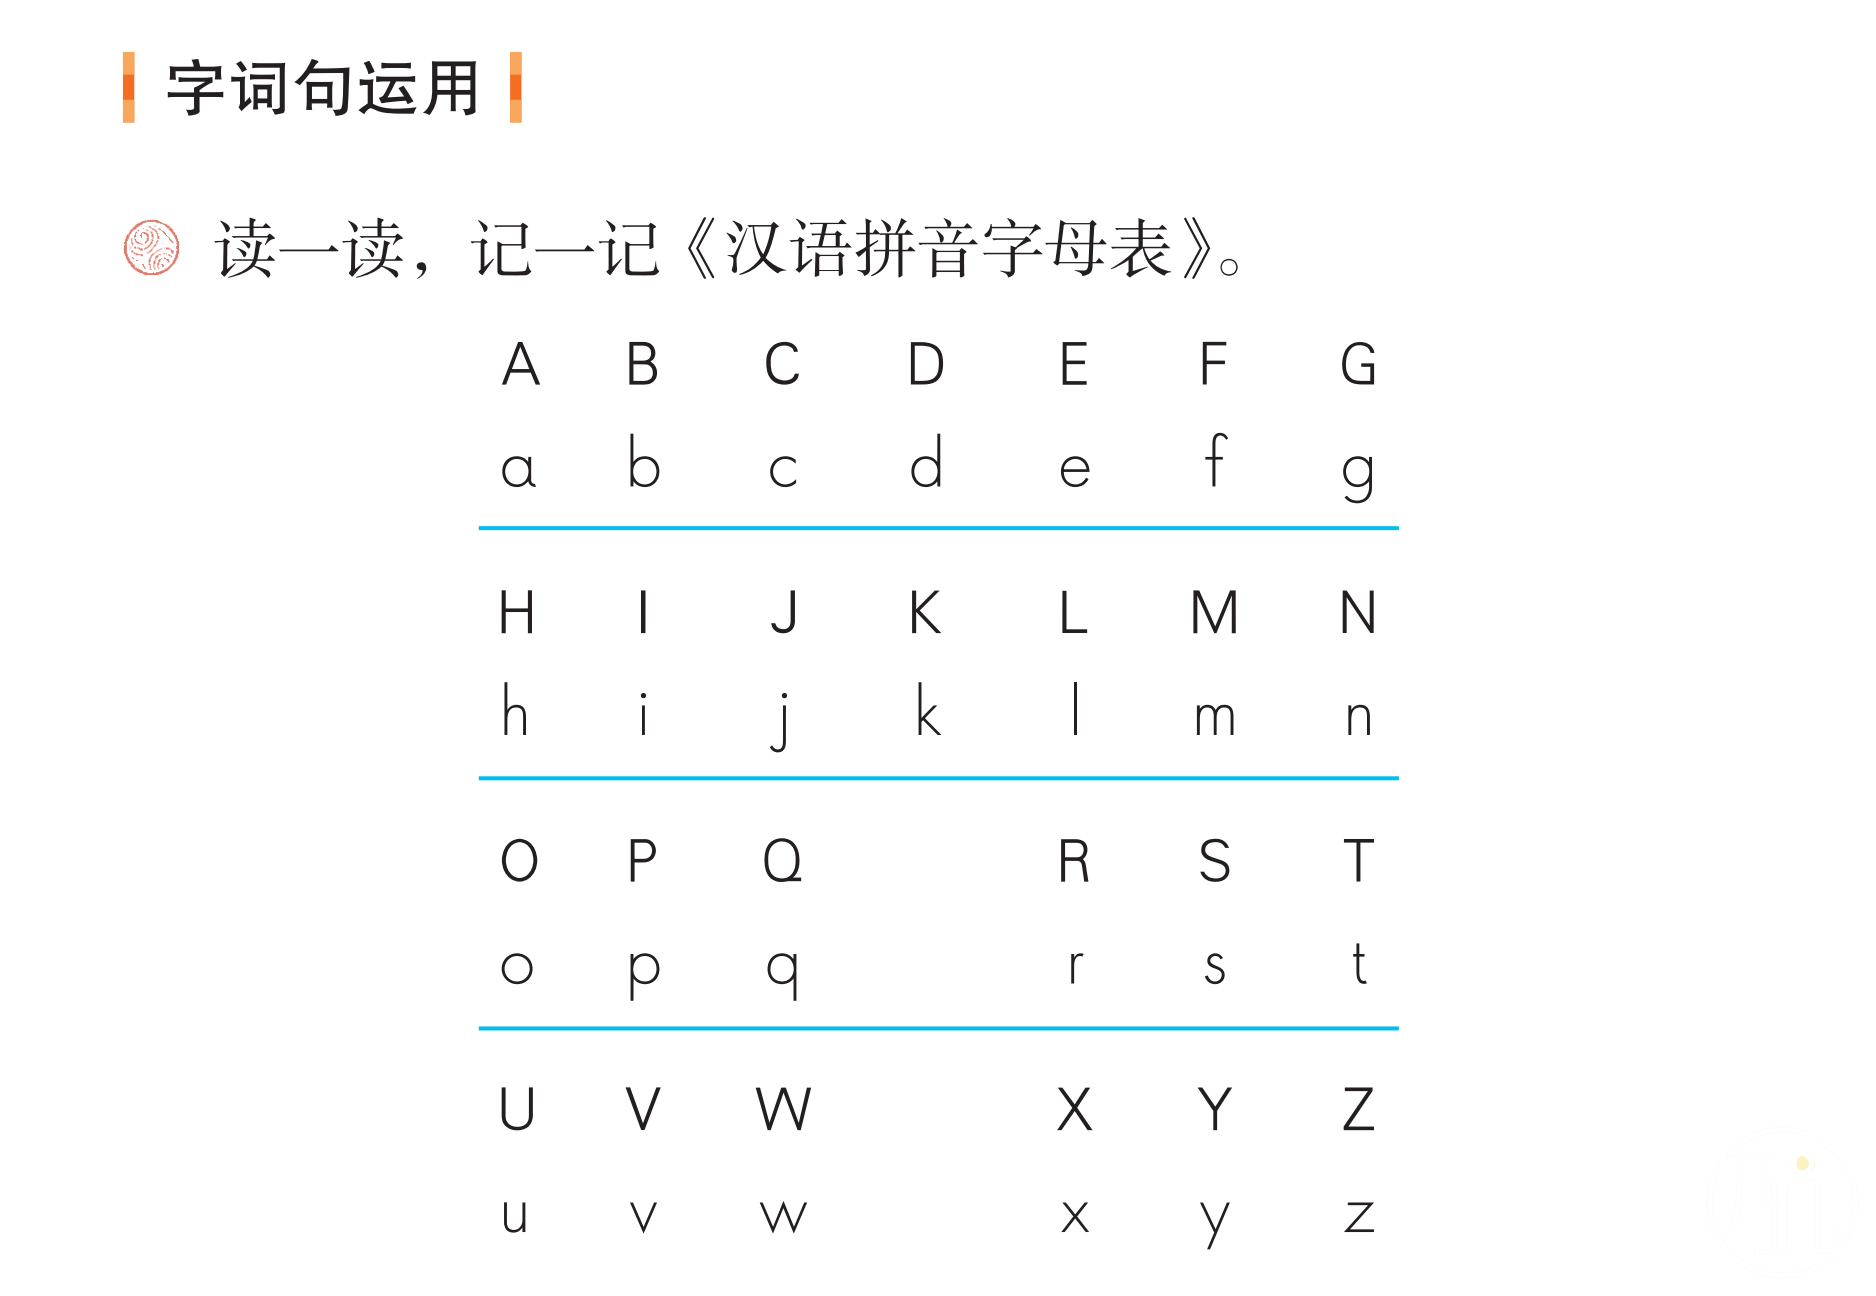 字词句运用
读一读，记一记《汉语拼音字母表》。
A B C D E F G
a b c d e f g
H I J K L M N
h i j k l m n
O P Q R S T
o p q r s t
U V W X Y Z
u v w x y z